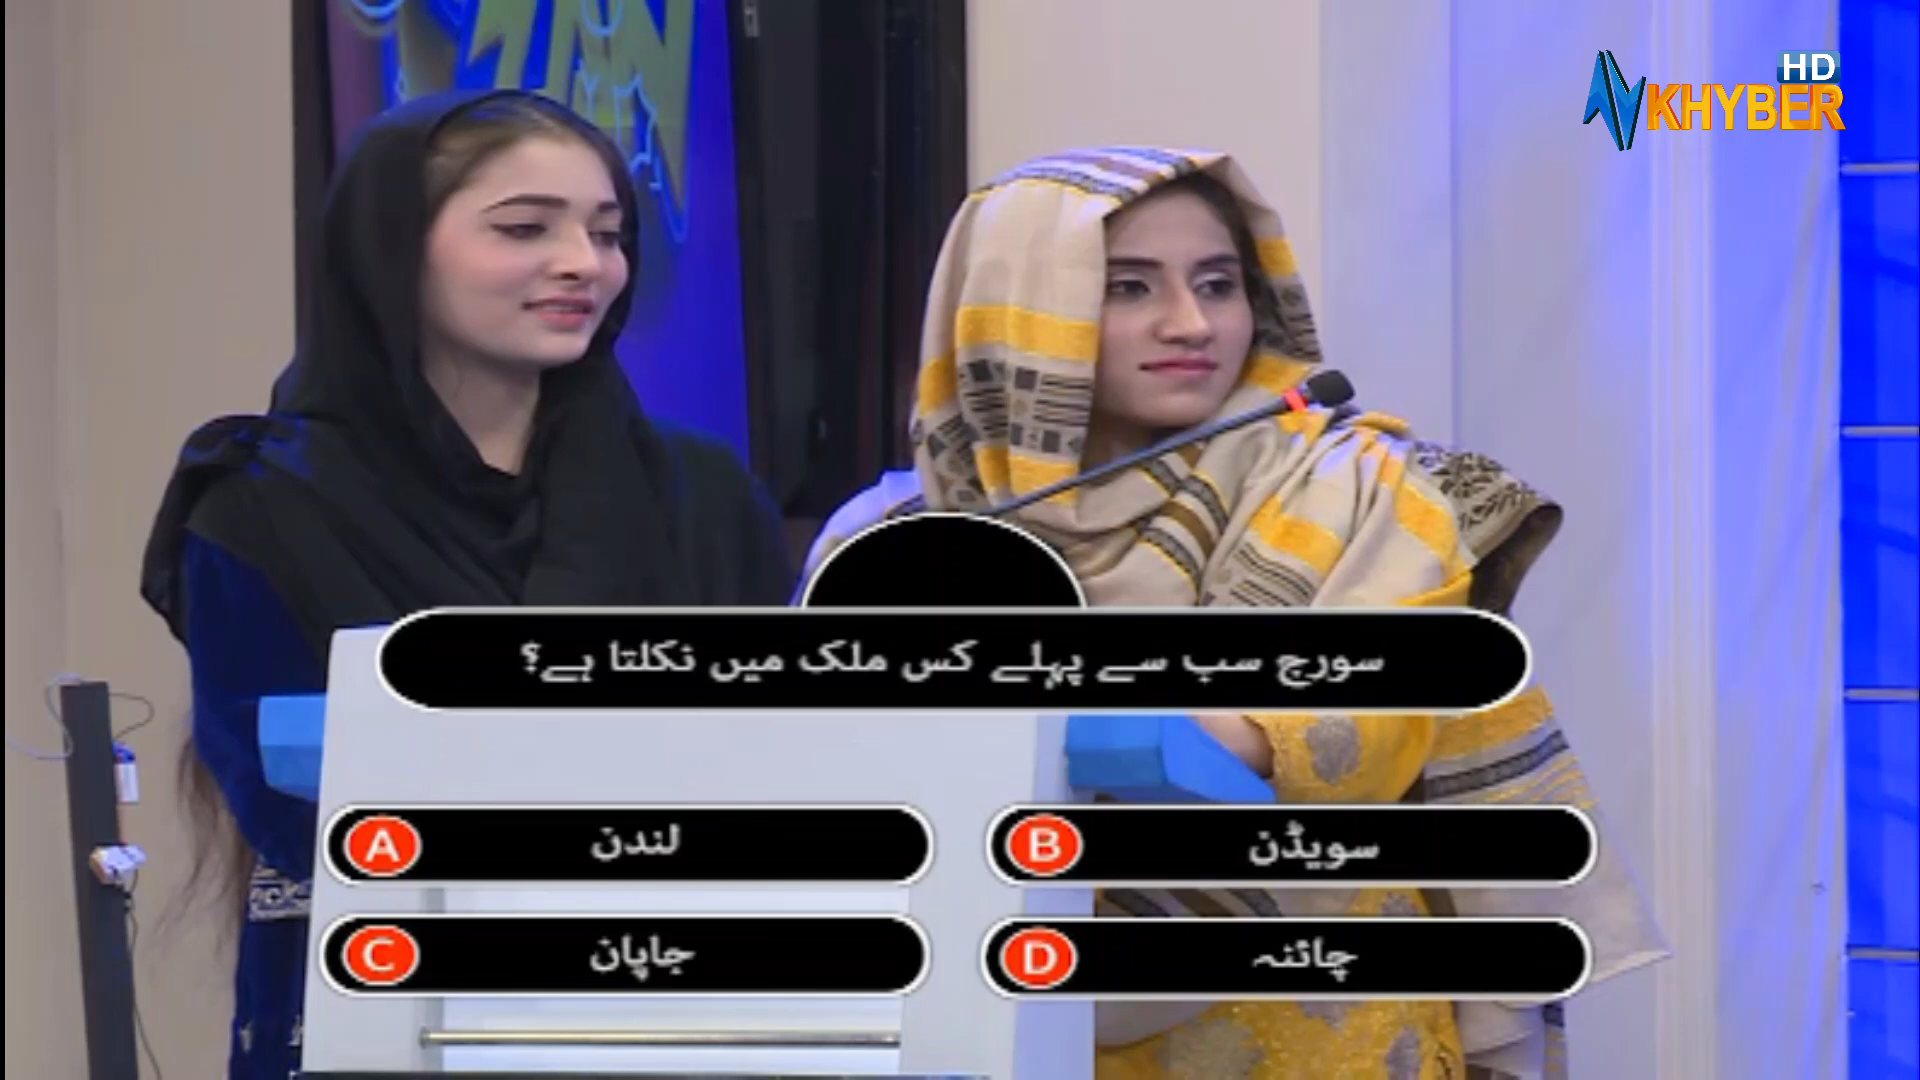 HD
KHYBER
سورج سب سے پہلے کس ملک میں نکلتا ہے؟
A لندن
B سویڈن
C جاپان
D چائنہ